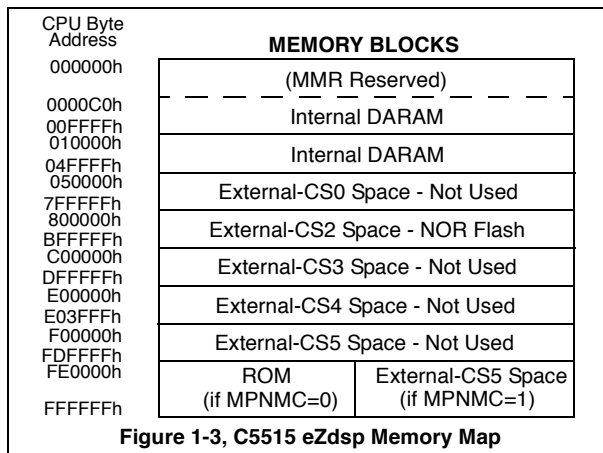 CPU Byte
Address
MEMORY BLOCKS
000000h
(MMR Reserved)
0000C0h
Internal DARAM
00FFFFh
010000h
Internal DARAM
04FFFFh
050000h
External-CS0 Space - Not Used
7FFFFFh
800000h
External-CS2 Space - NOR Flash
BFFFFFh
C00000h
External-CS3 Space - Not Used
DFFFFFh
E00000h
External-CS4 Space - Not Used
E03FFFh
F00000h
External-CS5 Space - Not Used
FDFFFFh
FE0000h
ROM
(if MPNMC=0)
External-CS5 Space
(if MPNMC=1)
FFFFFFh
Figure 1-3, C5515 eZdsp Memory Map